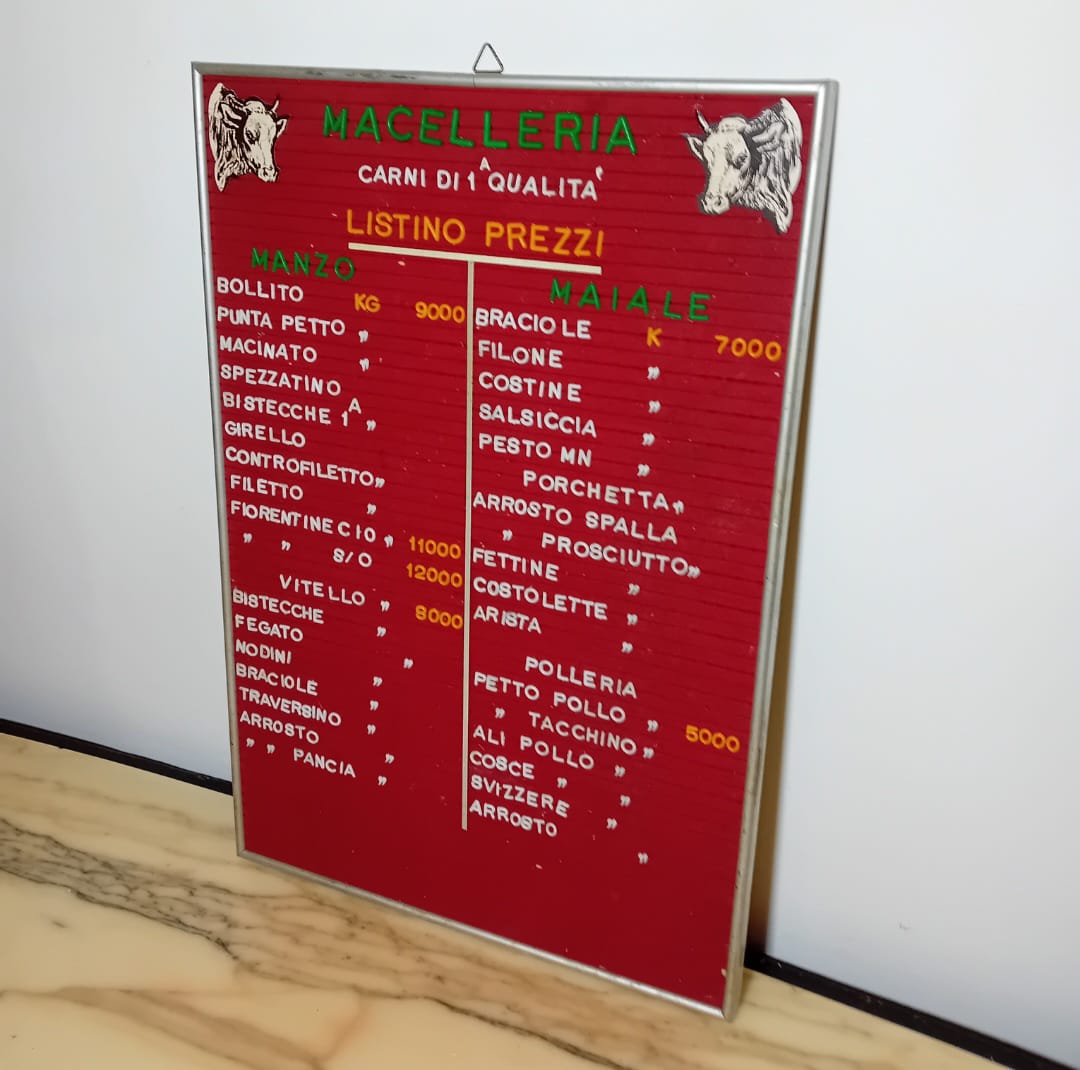 MACELLERIA
CARNI DI 1A QUALITA'
LISTINO PREZZI
MANZO
BOLLITO KG 9000
PUNTA PETTO "
MACINATO "
SPEZZATINO
BISTECCHE 1A "
GIRELLO
CONTROFILETTO "
FILETTO "
FIORENTINE C/O " 11000
" " S/O 12000
VITELLO " 8000
BISTECCHE "
FEGATO "
NODINI "
BRACIOLE "
TRAVERSINO "
ARROSTO "
" " PANCIA "
MAIALE
BRACIOLE K 7000
FILONE "
COSTINE "
SALSICCIA "
PESTO MN "
PORCHETTA "
ARROSTO SPALLA
" PROSCIUTTO "
FETTINE "
COSTOLETTE "
ARISTA "
POLLERIA
PETTO POLLO " 5000
" TACCHINO "
ALI POLLO "
COSCE " "
SVIZZERE "
ARROSTO "